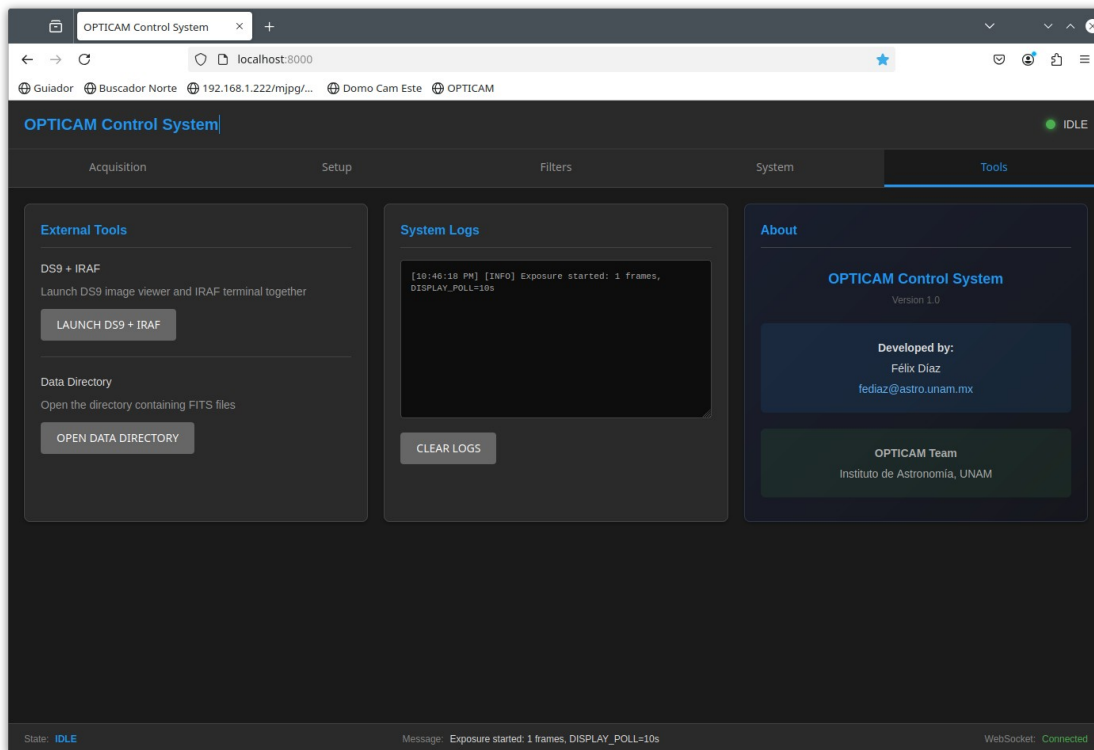 OPTICAM Control System
localhost:8000
Guiador Buscador Norte 192.168.1.222/mjpg/... Domo Cam Este OPTICAM
OPTICAM Control System
IDLE
Acquisition Setup Filters System Tools
External Tools
DS9 + IRAF
Launch DS9 image viewer and IRAF terminal together
LAUNCH DS9 + IRAF
Data Directory
Open the directory containing FITS files
OPEN DATA DIRECTORY
System Logs
[10:46:18 PM] [INFO] Exposure started: 1 frames,
DISPLAY_POLL=10s
CLEAR LOGS
About
OPTICAM Control System
Version 1.0
Developed by:
Félix Díaz
fediaz@astro.unam.mx
OPTICAM Team
Instituto de Astronomía, UNAM
State: IDLE
Message: Exposure started: 1 frames, DISPLAY_POLL=10s
WebSocket: Connected